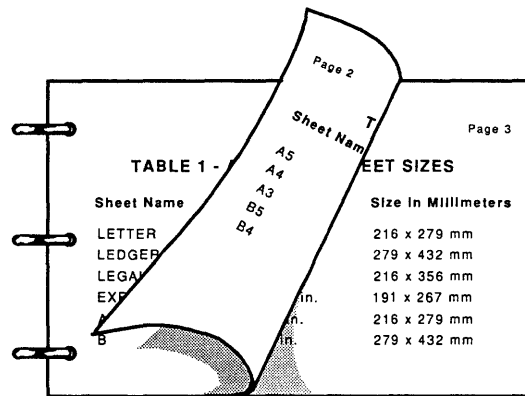 Page 2
T
Sheet Nam
A5
A4
A3
B5
B4
Page 3
TABLE 1 - EET SIZES
Sheet Name Size in Millimeters
LETTER 216 x 279 mm
LEDGER 279 x 432 mm
LEGAL 216 x 356 mm
EXE in. 191 x 267 mm
A in. 216 x 279 mm
B in. 279 x 432 mm